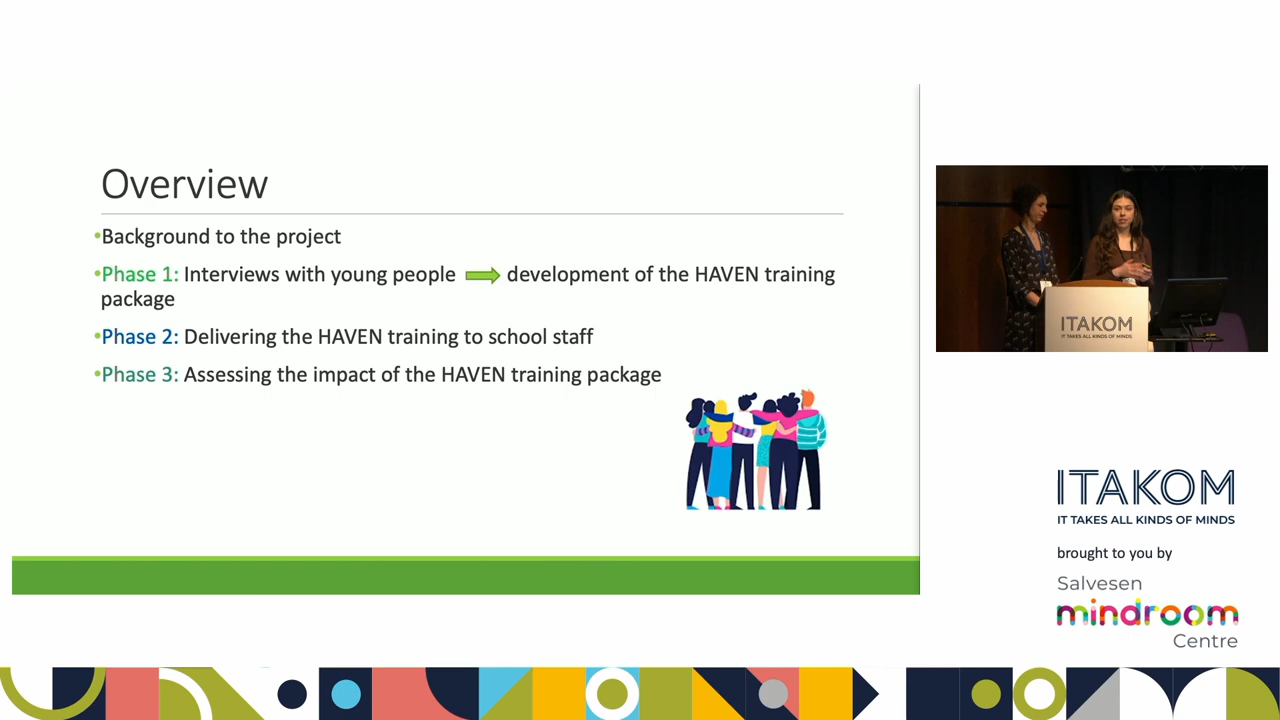 Overview
•Background to the project
•Phase 1: Interviews with young people development of the HAVEN training
package
•Phase 2: Delivering the HAVEN training to school staff
•Phase 3: Assessing the impact of the HAVEN training package
ITAKOM
IT TAKES ALL KINDS OF MINDS
ITAKOM
IT TAKES ALL KINDS OF MINDS
brought to you by
Salvesen
mindroom
Centre